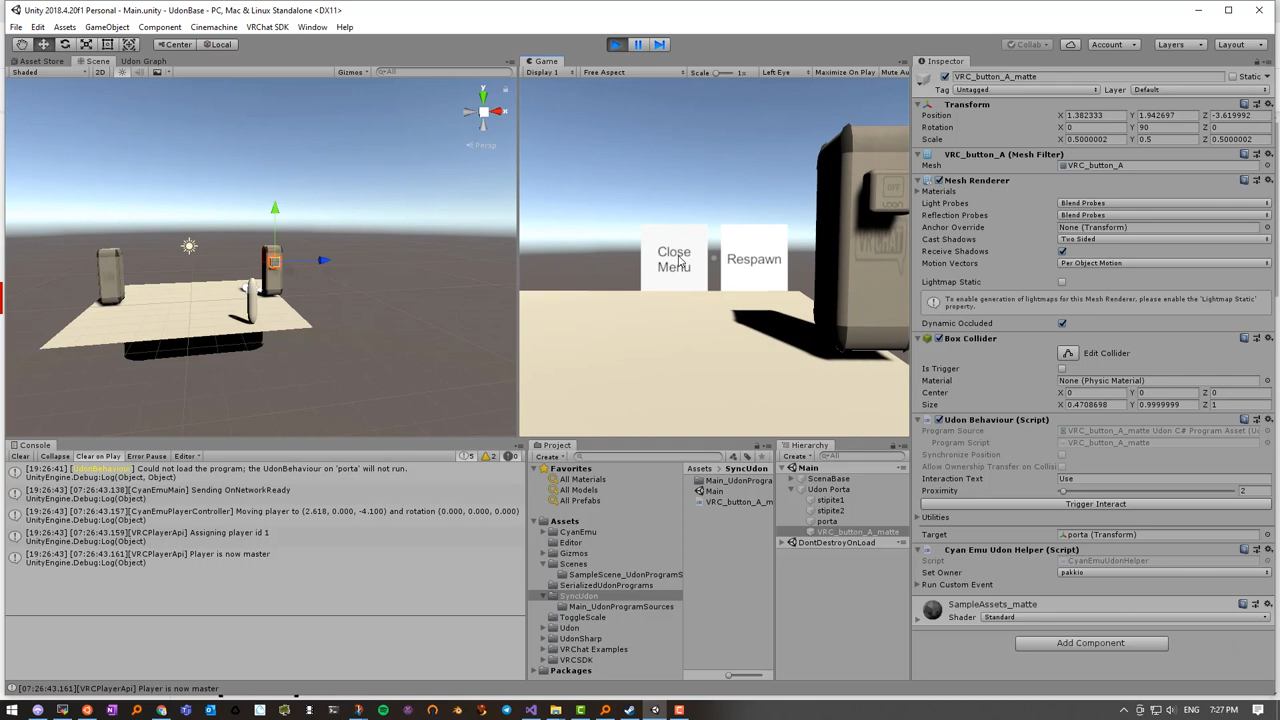 Unity 2018.4.20f1 Personal - Main.unity - UdonBase - PC, Mac & Linux Standalone <DX11>
File Edit Assets GameObject Component Cinemachine VRChat SDK Window Help
Center Local Collab Account Layers Layout
Asset Store Scene Udon Graph
Shaded 2D Gizmos All
y
x
Persp
Game
Display 1 Free Aspect Scale 1x Left Eye Maximize On Play Mute Au
Close
Menu
Respawn
OFF
Inspector
VRC_button_A_matte Static
Tag Untagged Layer Default
Transform
Position X 1.382333 Y 1.942697 Z -3.619992
Rotation X 0 Y 90 Z 0
Scale X 0.5000002 Y 0.5 Z 0.5000002
VRC_button_A (Mesh Filter)
Mesh VRC_button_A
Mesh Renderer
Materials
Light Probes Blend Probes
Reflection Probes Blend Probes
Anchor Override None (Transform)
Cast Shadows Two Sided
Receive Shadows
Motion Vectors Per Object Motion
Lightmap Static
To enable generation of lightmaps for this Mesh Renderer, please enable the 'Lightmap Static'
property.
Dynamic Occluded
Box Collider
Edit Collider
Is Trigger
Material None (Physic Material)
Center X 0 Y 0 Z 0
Size X 0.4708698 Y 0.9999999 Z 1
Udon Behaviour (Script)
Program Source VRC_button_A_matte Udon C# Program Asset (U
Program Script VRC_button_A_matte
Synchronize Position
Allow Ownership Transfer on Collisi
Interaction Text Use
Proximity 2
Trigger Interact
Utilities
Target porta (Transform)
Cyan Emu Udon Helper (Script)
Script CyanEmuUdonHelper
Set Owner pakkio
Run Custom Event
SampleAssets_matte
Shader Standard
Add Component
Console
Clear Collapse Clear on Play Error Pause Editor 5 2 0
[19:26:41] [UdonBehaviour] Could not load the program; the UdonBehaviour on 'porta' will not run.
UnityEngine.Debug:Log(Object, Object)
[19:26:43] [07:26:43.138][CyanEmuMain] Sending OnNetworkReady
UnityEngine.Debug:Log(Object)
[19:26:43] [07:26:43.157][CyanEmuPlayerController] Moving player to (2.618, 0.000, -4.100) and rotation (0.000, 0.000, 0.000)
UnityEngine.Debug:Log(Object)
[19:26:43] [07:26:43.159][VRCPlayerApi] Assigning player id 1
UnityEngine.Debug:Log(Object)
[19:26:43] [07:26:43.161][VRCPlayerApi] Player is now master
UnityEngine.Debug:Log(Object)
Project
Create
Favorites
All Materials
All Models
All Prefabs
Assets
CyanEmu
Editor
Gizmos
Scenes
SampleScene_UdonProgramS
SerializedUdonPrograms
SyncUdon
Main_UdonProgramSources
ToggleScale
Udon
UdonSharp
VRChat Examples
VRCSDK
Packages
Assets SyncUdon
Main_UdonProgra
Main
VRC_button_A_m
Hierarchy
Create All
Main
ScenaBase
Udon Porta
stipite1
stipite2
porta
VRC_button_A_matte
DontDestroyOnLoad
[07:26:43.161][VRCPlayerApi] Player is now master
ENG 7:27 PM